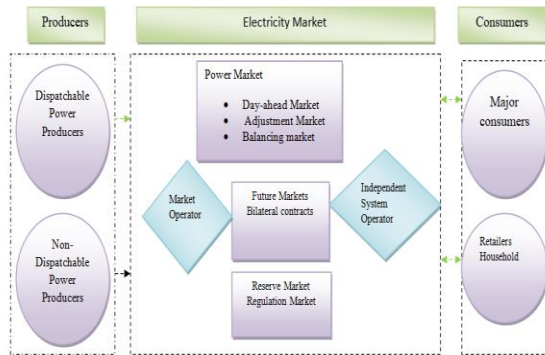 Producers
Electricity Market
Consumers
Dispatchable
Power
Producers
Non-
Dispatchable
Power
Producers
Power Market
• Day-ahead Market
• Adjustment Market
• Balancing market
Market
Operator
Future Markets
Bilateral contracts
Independent
System
Operator
Reserve Market
Regulation Market
Major
consumers
Retailers
Household